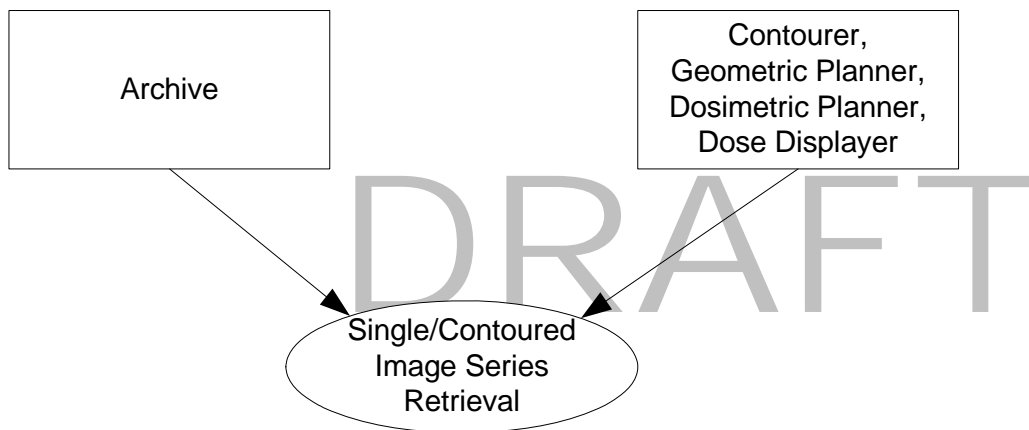 Archive
Contourer,
Geometric Planner,
Dosimetric Planner,
Dose Displayer
DRAFT
Single/Contoured
Image Series
Retrieval